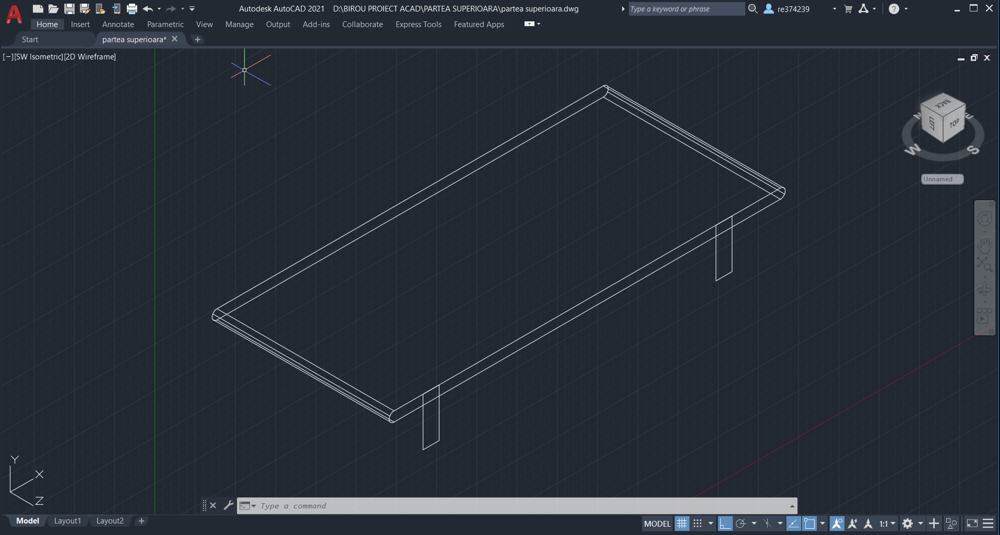 Autodesk AutoCAD 2021 D:\BIROU PROIECT ACAD\PARTEA SUPERIOARA\partea superioara.dwg
Type a keyword or phrase
re374239
Home Insert Annotate Parametric View Manage Output Add-ins Collaborate Express Tools Featured Apps
Start
partea superioara*
[−][SW Isometric][2D Wireframe]
BACK
LEFT
TOP
N
E
W
S
Unnamed
Y
X
Z
Type a command
Model Layout1 Layout2
MODEL
1:1